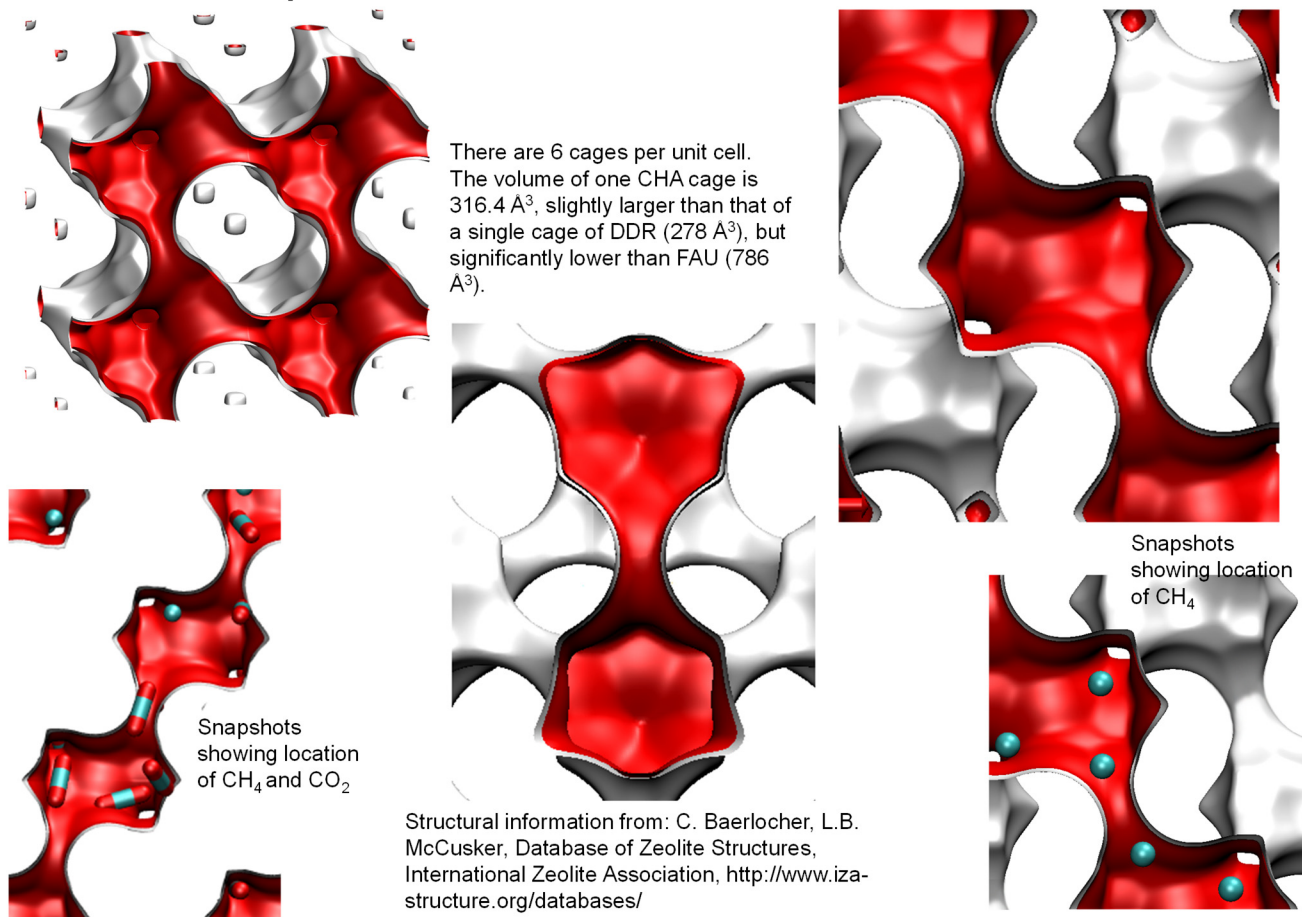 There are 6 cages per unit cell.
The volume of one CHA cage is
316.4 Å³, slightly larger than that of
a single cage of DDR (278 Å³), but
significantly lower than FAU (786
Å³).
Snapshots
showing location
of CH₄
Snapshots
showing location
of CH₄ and CO₂
Structural information from: C. Baerlocher, L.B.
McCusker, Database of Zeolite Structures,
International Zeolite Association, http://www.iza-
structure.org/databases/